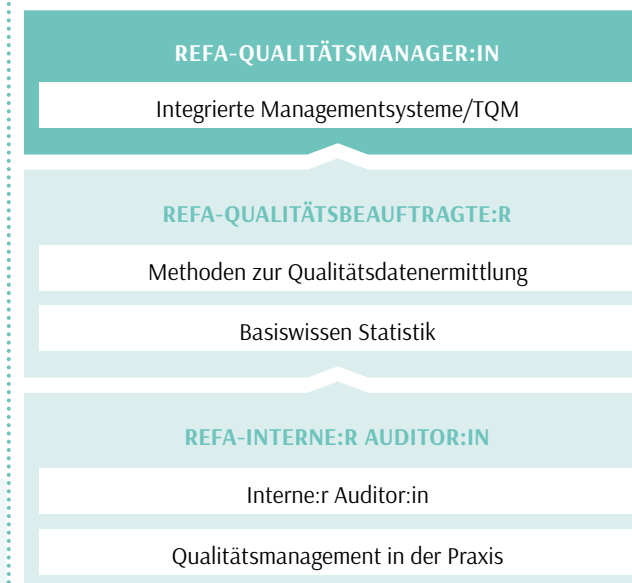 REFA-QUALITÄTSMANAGER:IN
Integrierte Managementsysteme/TQM
REFA-QUALITÄTSBEAUFTRAGTE:R
Methoden zur Qualitätsdatenermittlung
Basiswissen Statistik
REFA-INTERNE:R AUDITOR:IN
Interne:r Auditor:in
Qualitätsmanagement in der Praxis